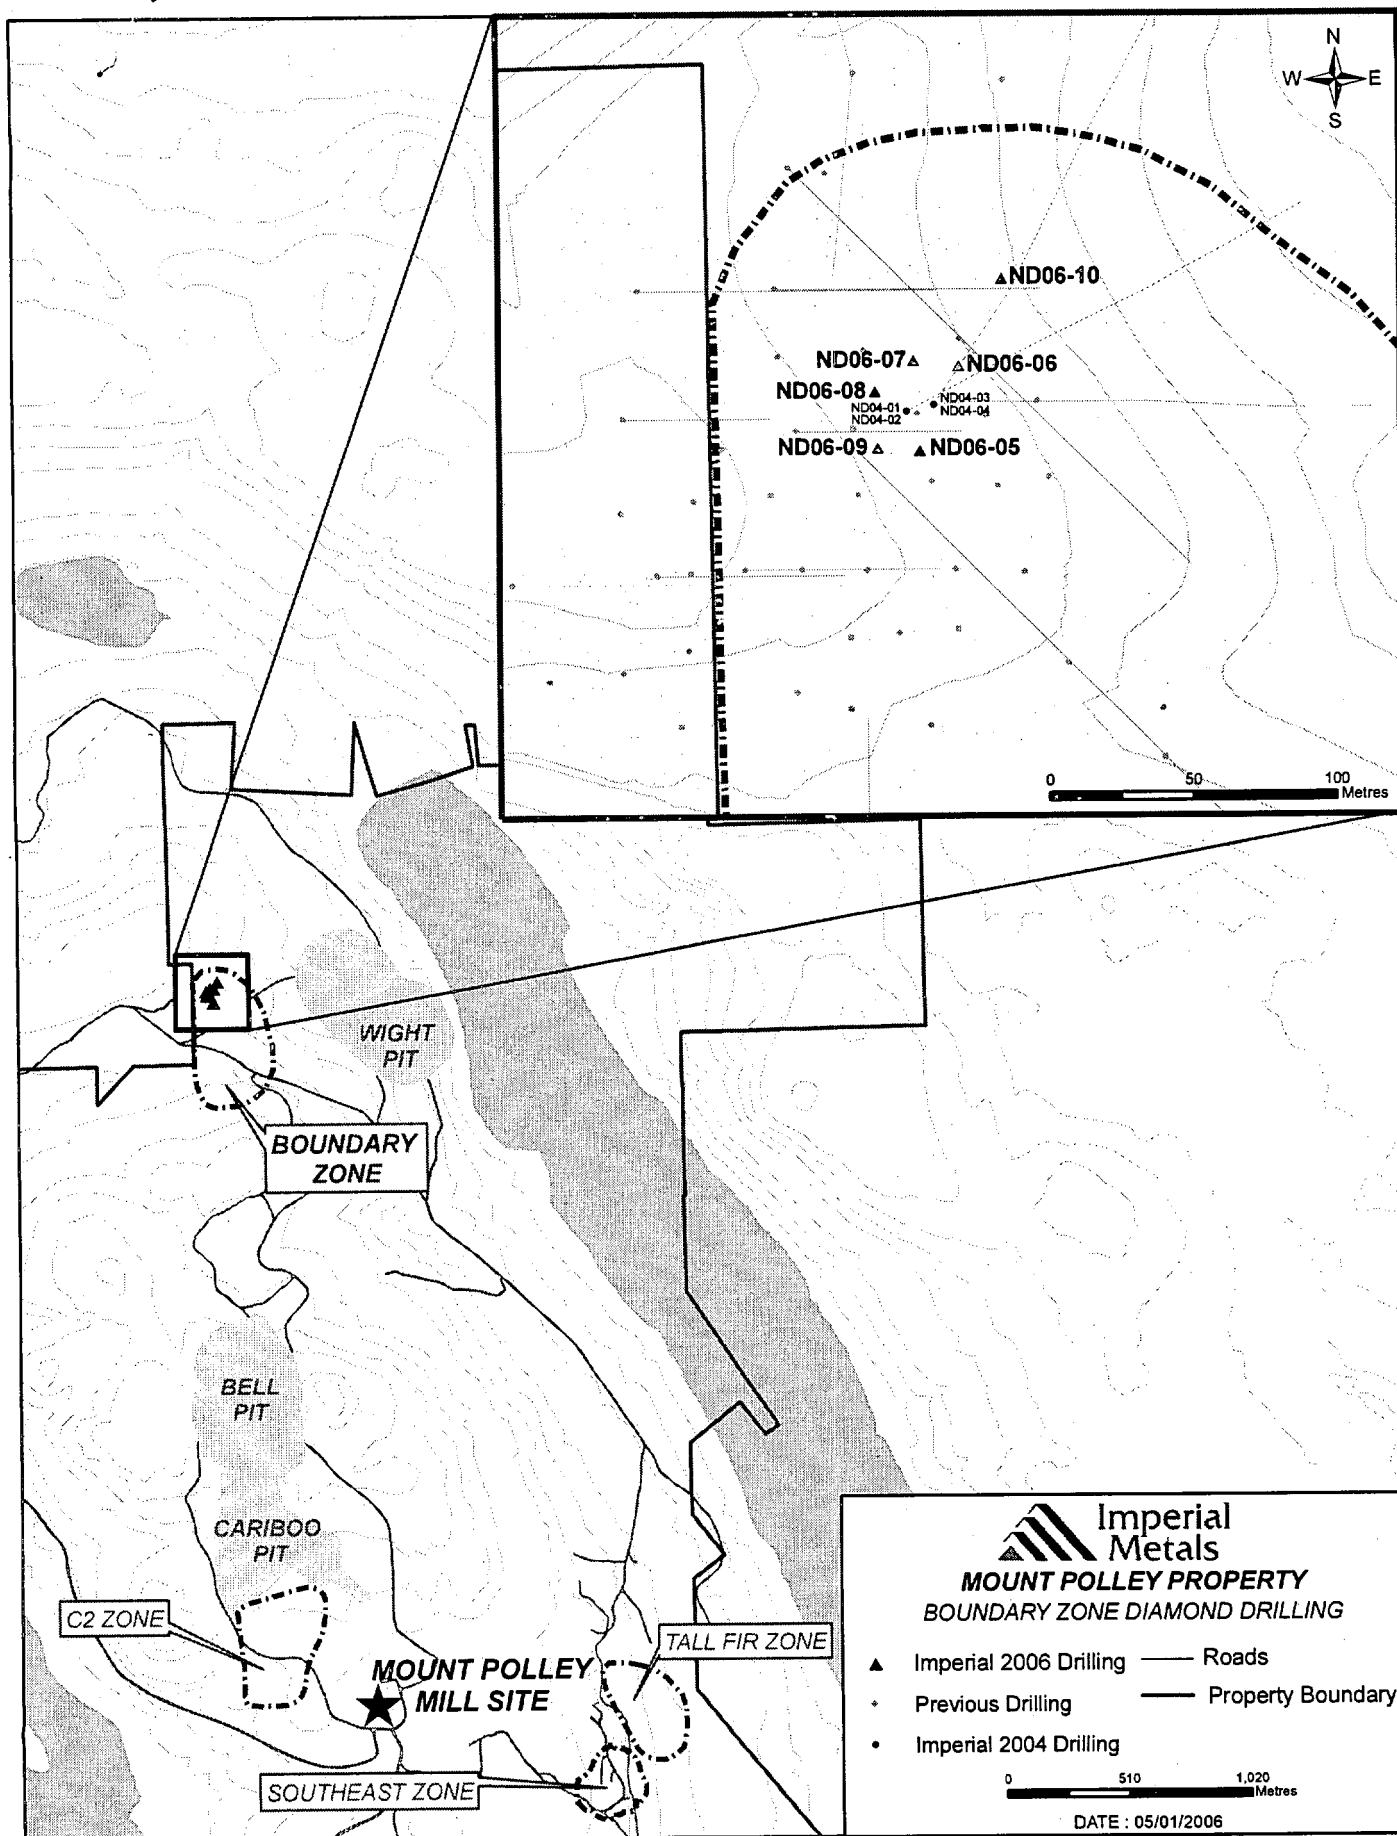 N
W E
S
ND06-10
ND06-07
ND06-06
ND06-08
ND04-01
ND04-02
ND04-03
ND04-04
ND06-09
ND06-05
0 50 100
Metres
WIGHT
PIT
BOUNDARY
ZONE
BELL
PIT
CARIBOO
PIT
C2 ZONE
TALL FIR ZONE
MOUNT POLLEY
MILL SITE
SOUTHEAST ZONE
Imperial
Metals
MOUNT POLLEY PROPERTY
BOUNDARY ZONE DIAMOND DRILLING
Imperial 2006 Drilling
Roads
Previous Drilling
Property Boundary
Imperial 2004 Drilling
0 510 1,020
Metres
DATE : 05/01/2006